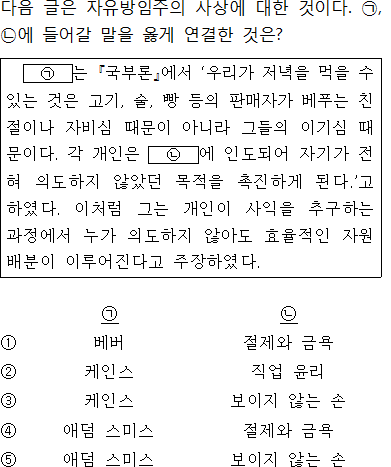 다음 글은 자유방임주의 사상에 대한 것이다. ㉠,
㉡에 들어갈 말을 옳게 연결한 것은?
㉠ 는 『국부론』에서 ‘우리가 저녁을 먹을 수
있는 것은 고기, 술, 빵 등의 판매자가 베푸는 친
절이나 자비심 때문이 아니라 그들의 이기심 때
문이다. 각 개인은 ㉡ 에 인도되어 자기가 전
혀 의도하지 않았던 목적을 촉진하게 된다.’고
하였다. 이처럼 그는 개인이 사익을 추구하는
과정에서 누가 의도하지 않아도 효율적인 자원
배분이 이루어진다고 주장하였다.
㉠ ㉡
① 베버 절제와 금욕
② 케인스 직업 윤리
③ 케인스 보이지 않는 손
④ 애덤 스미스 절제와 금욕
⑤ 애덤 스미스 보이지 않는 손